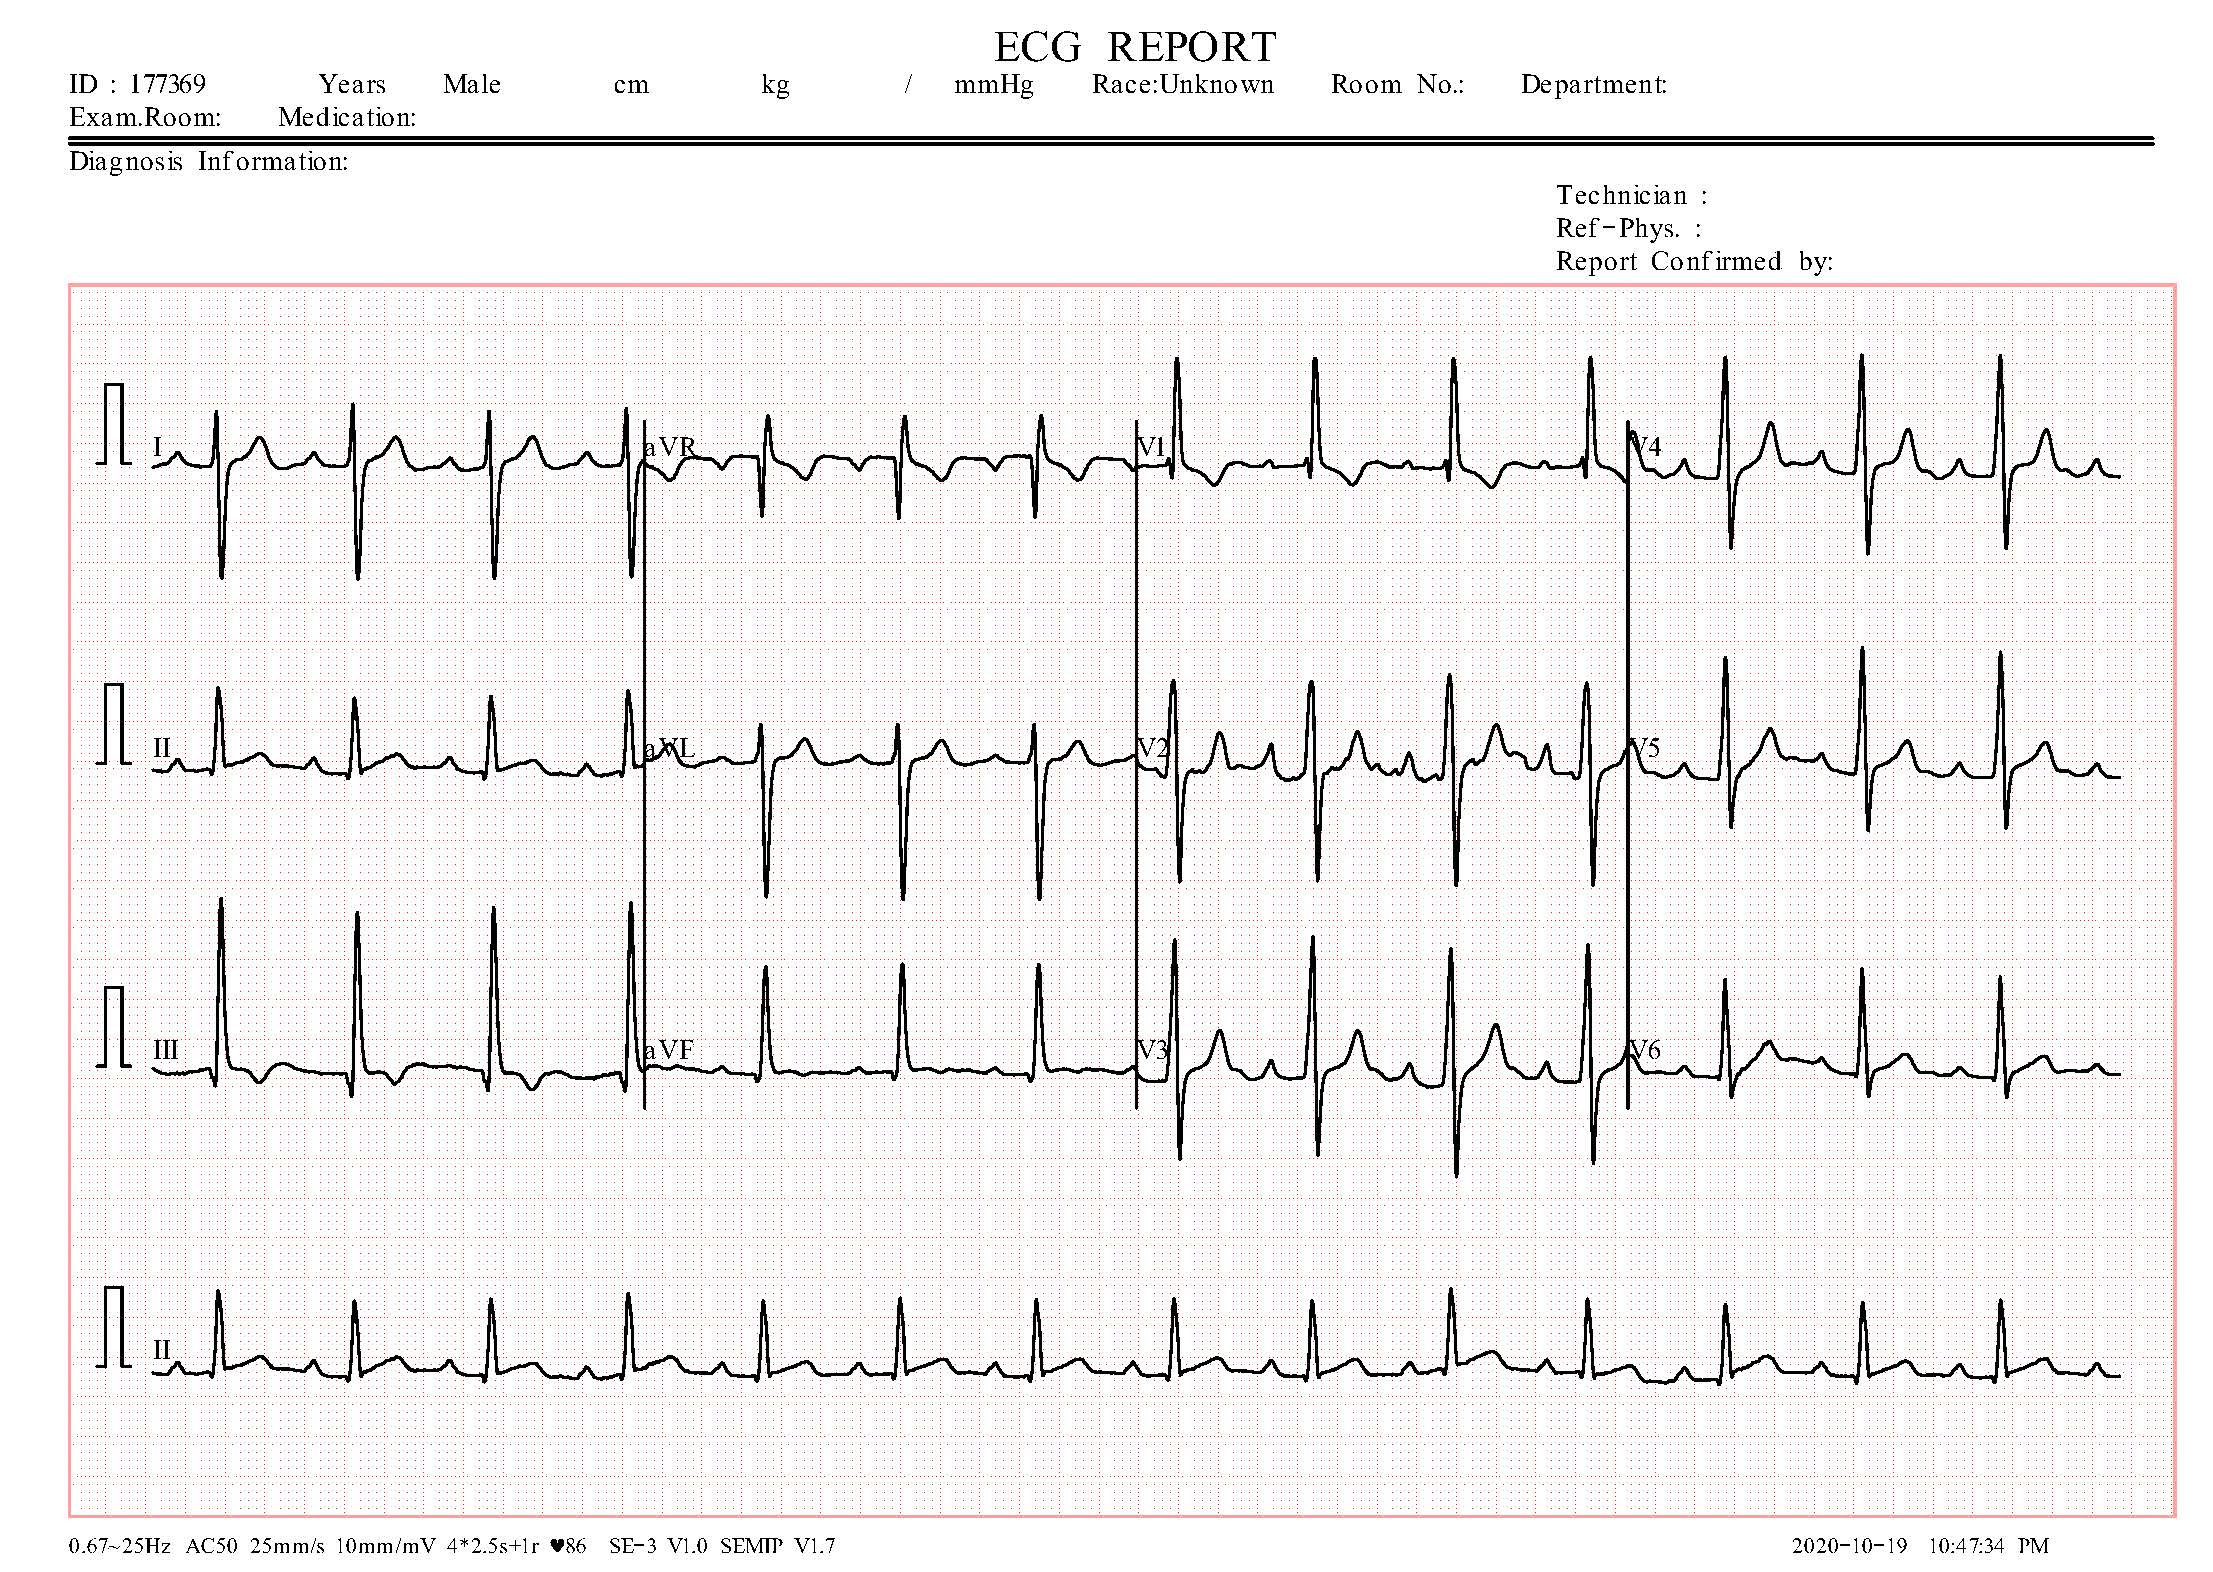 ECG REPORT
ID : 177369 Years Male cm kg / mmHg Race:Unknown Room No.: Department:
Exam.Room: Medication:
Diagnosis Information:
Technician :
Ref-Phys. :
Report Confirmed by:
I aVR V1 V4
II aVL V2 V5
III aVF V3 V6
II
0.67~25Hz AC50 25mm/s 10mm/mV 4*2.5s+1r ♥86 SE-3 V1.0 SEMIP V1.7 2020-10-19 10:47:34 PM